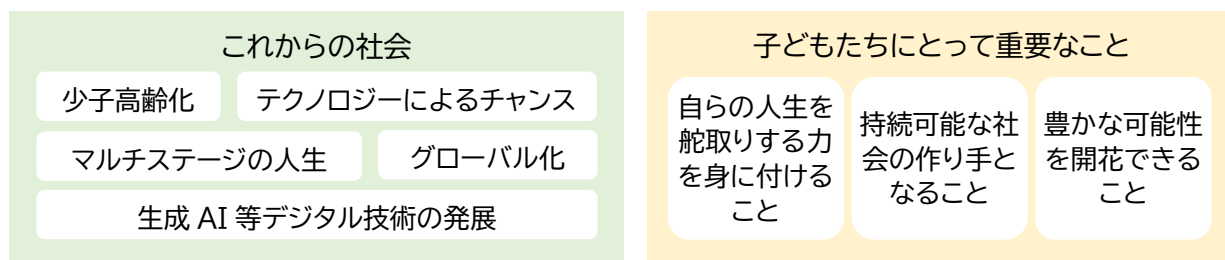 これからの社会
少子高齢化
テクノロジーによるチャンス
マルチステージの人生
グローバル化
生成 AI 等デジタル技術の発展
子どもたちにとって重要なこと
自らの人生を
舵取りする力
を身に付ける
こと
持続可能な社
会の作り手と
なること
豊かな可能性
を開花できる
こと